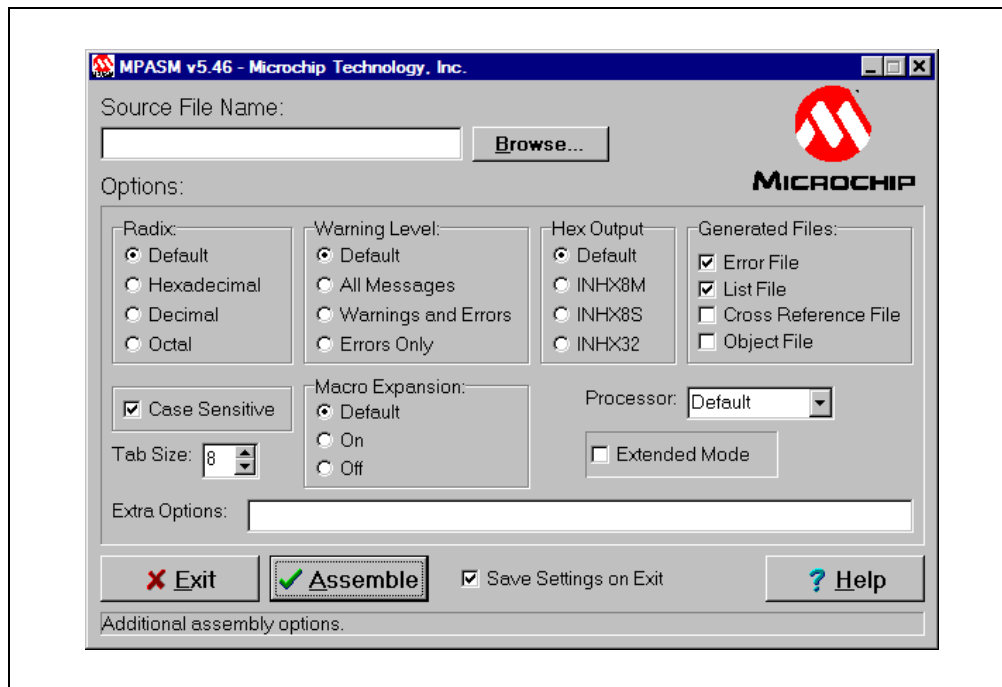 MPASM v5.46 - Microchip Technology, Inc.
Source File Name:
Browse...
MICROCHIP
Options:
Radix:
Default
Hexadecimal
Decimal
Octal
Warning Level:
Default
All Messages
Warnings and Errors
Errors Only
Hex Output
Default
INHX8M
INHX8S
INHX32
Generated Files:
Error File
List File
Cross Reference File
Object File
Case Sensitive
Tab Size: 8
Macro Expansion:
Default
On
Off
Processor: Default
Extended Mode
Extra Options:
Exit
Assemble
Save Settings on Exit
? Help
Additional assembly options.